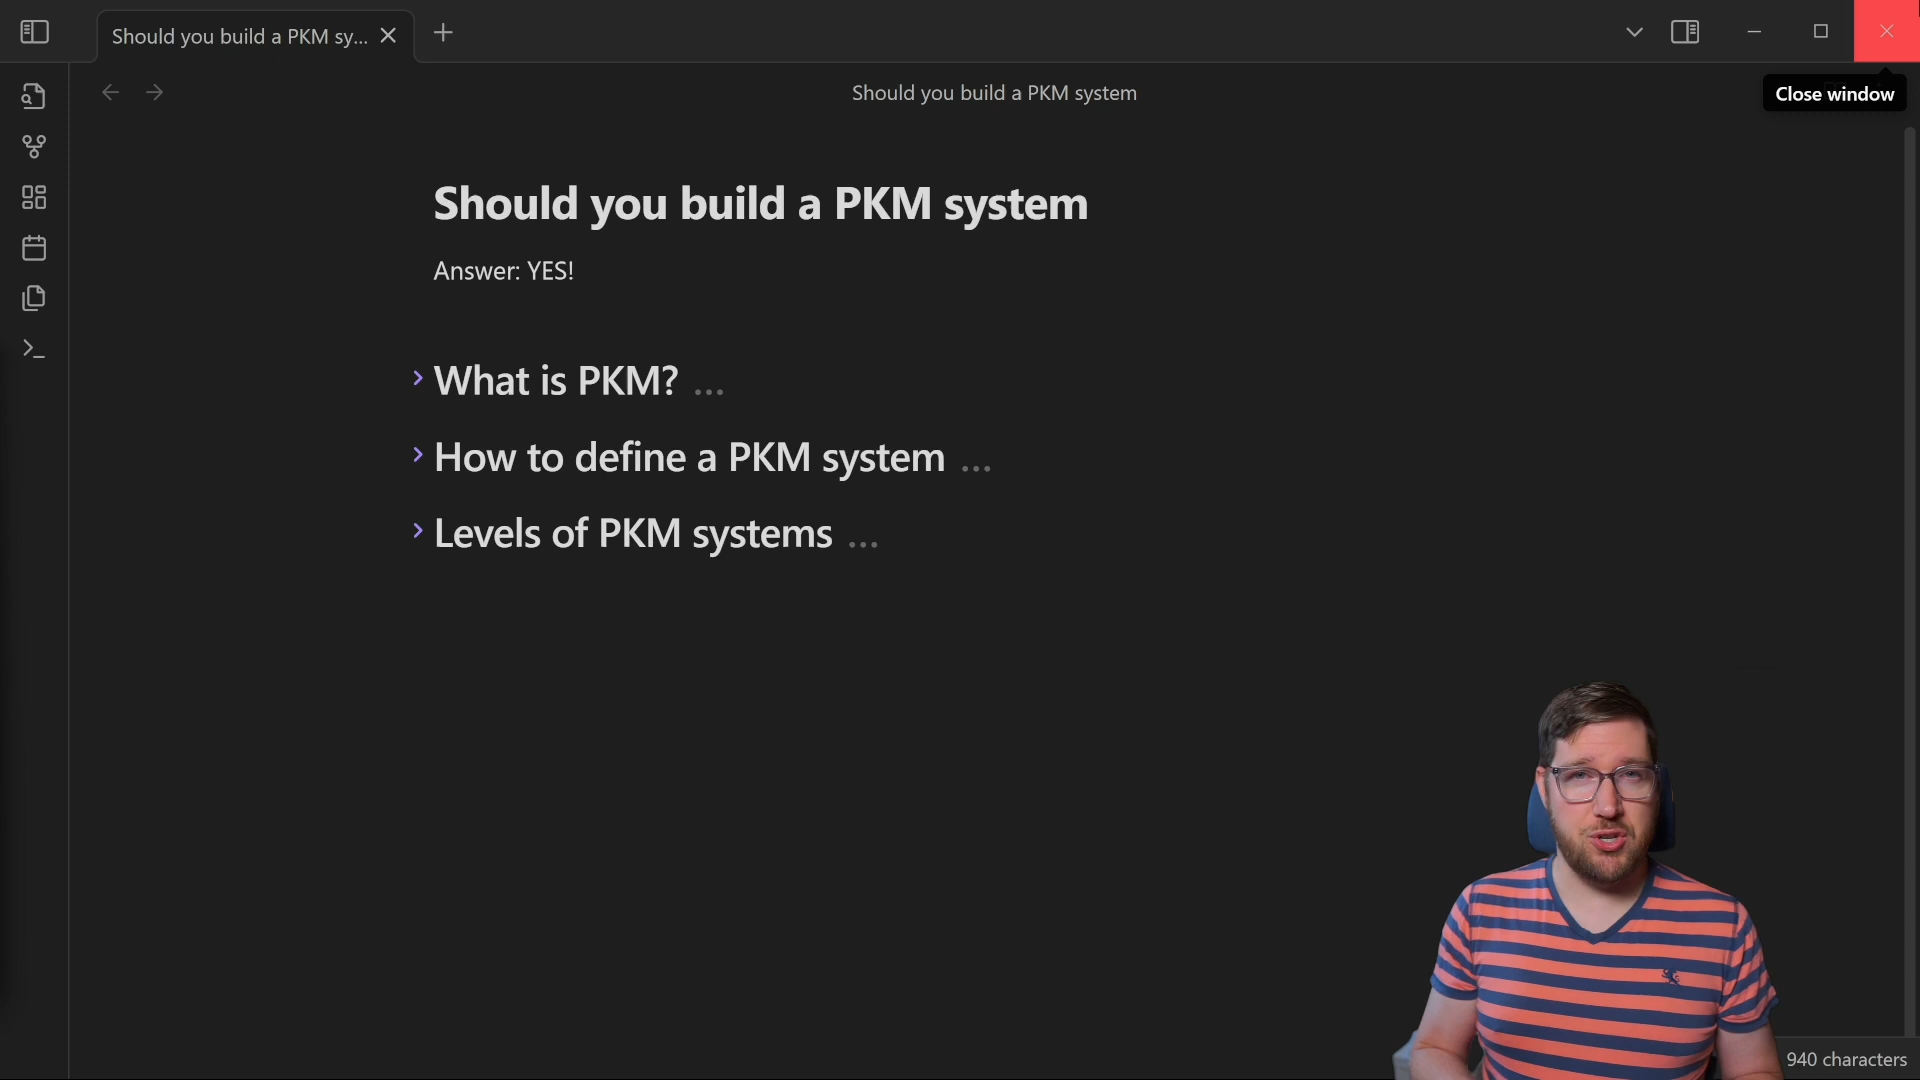 Should you build a PKM sy...
Should you build a PKM system
Close window
Should you build a PKM system
Answer: YES!
What is PKM? ...
How to define a PKM system ...
Levels of PKM systems ...
940 characters